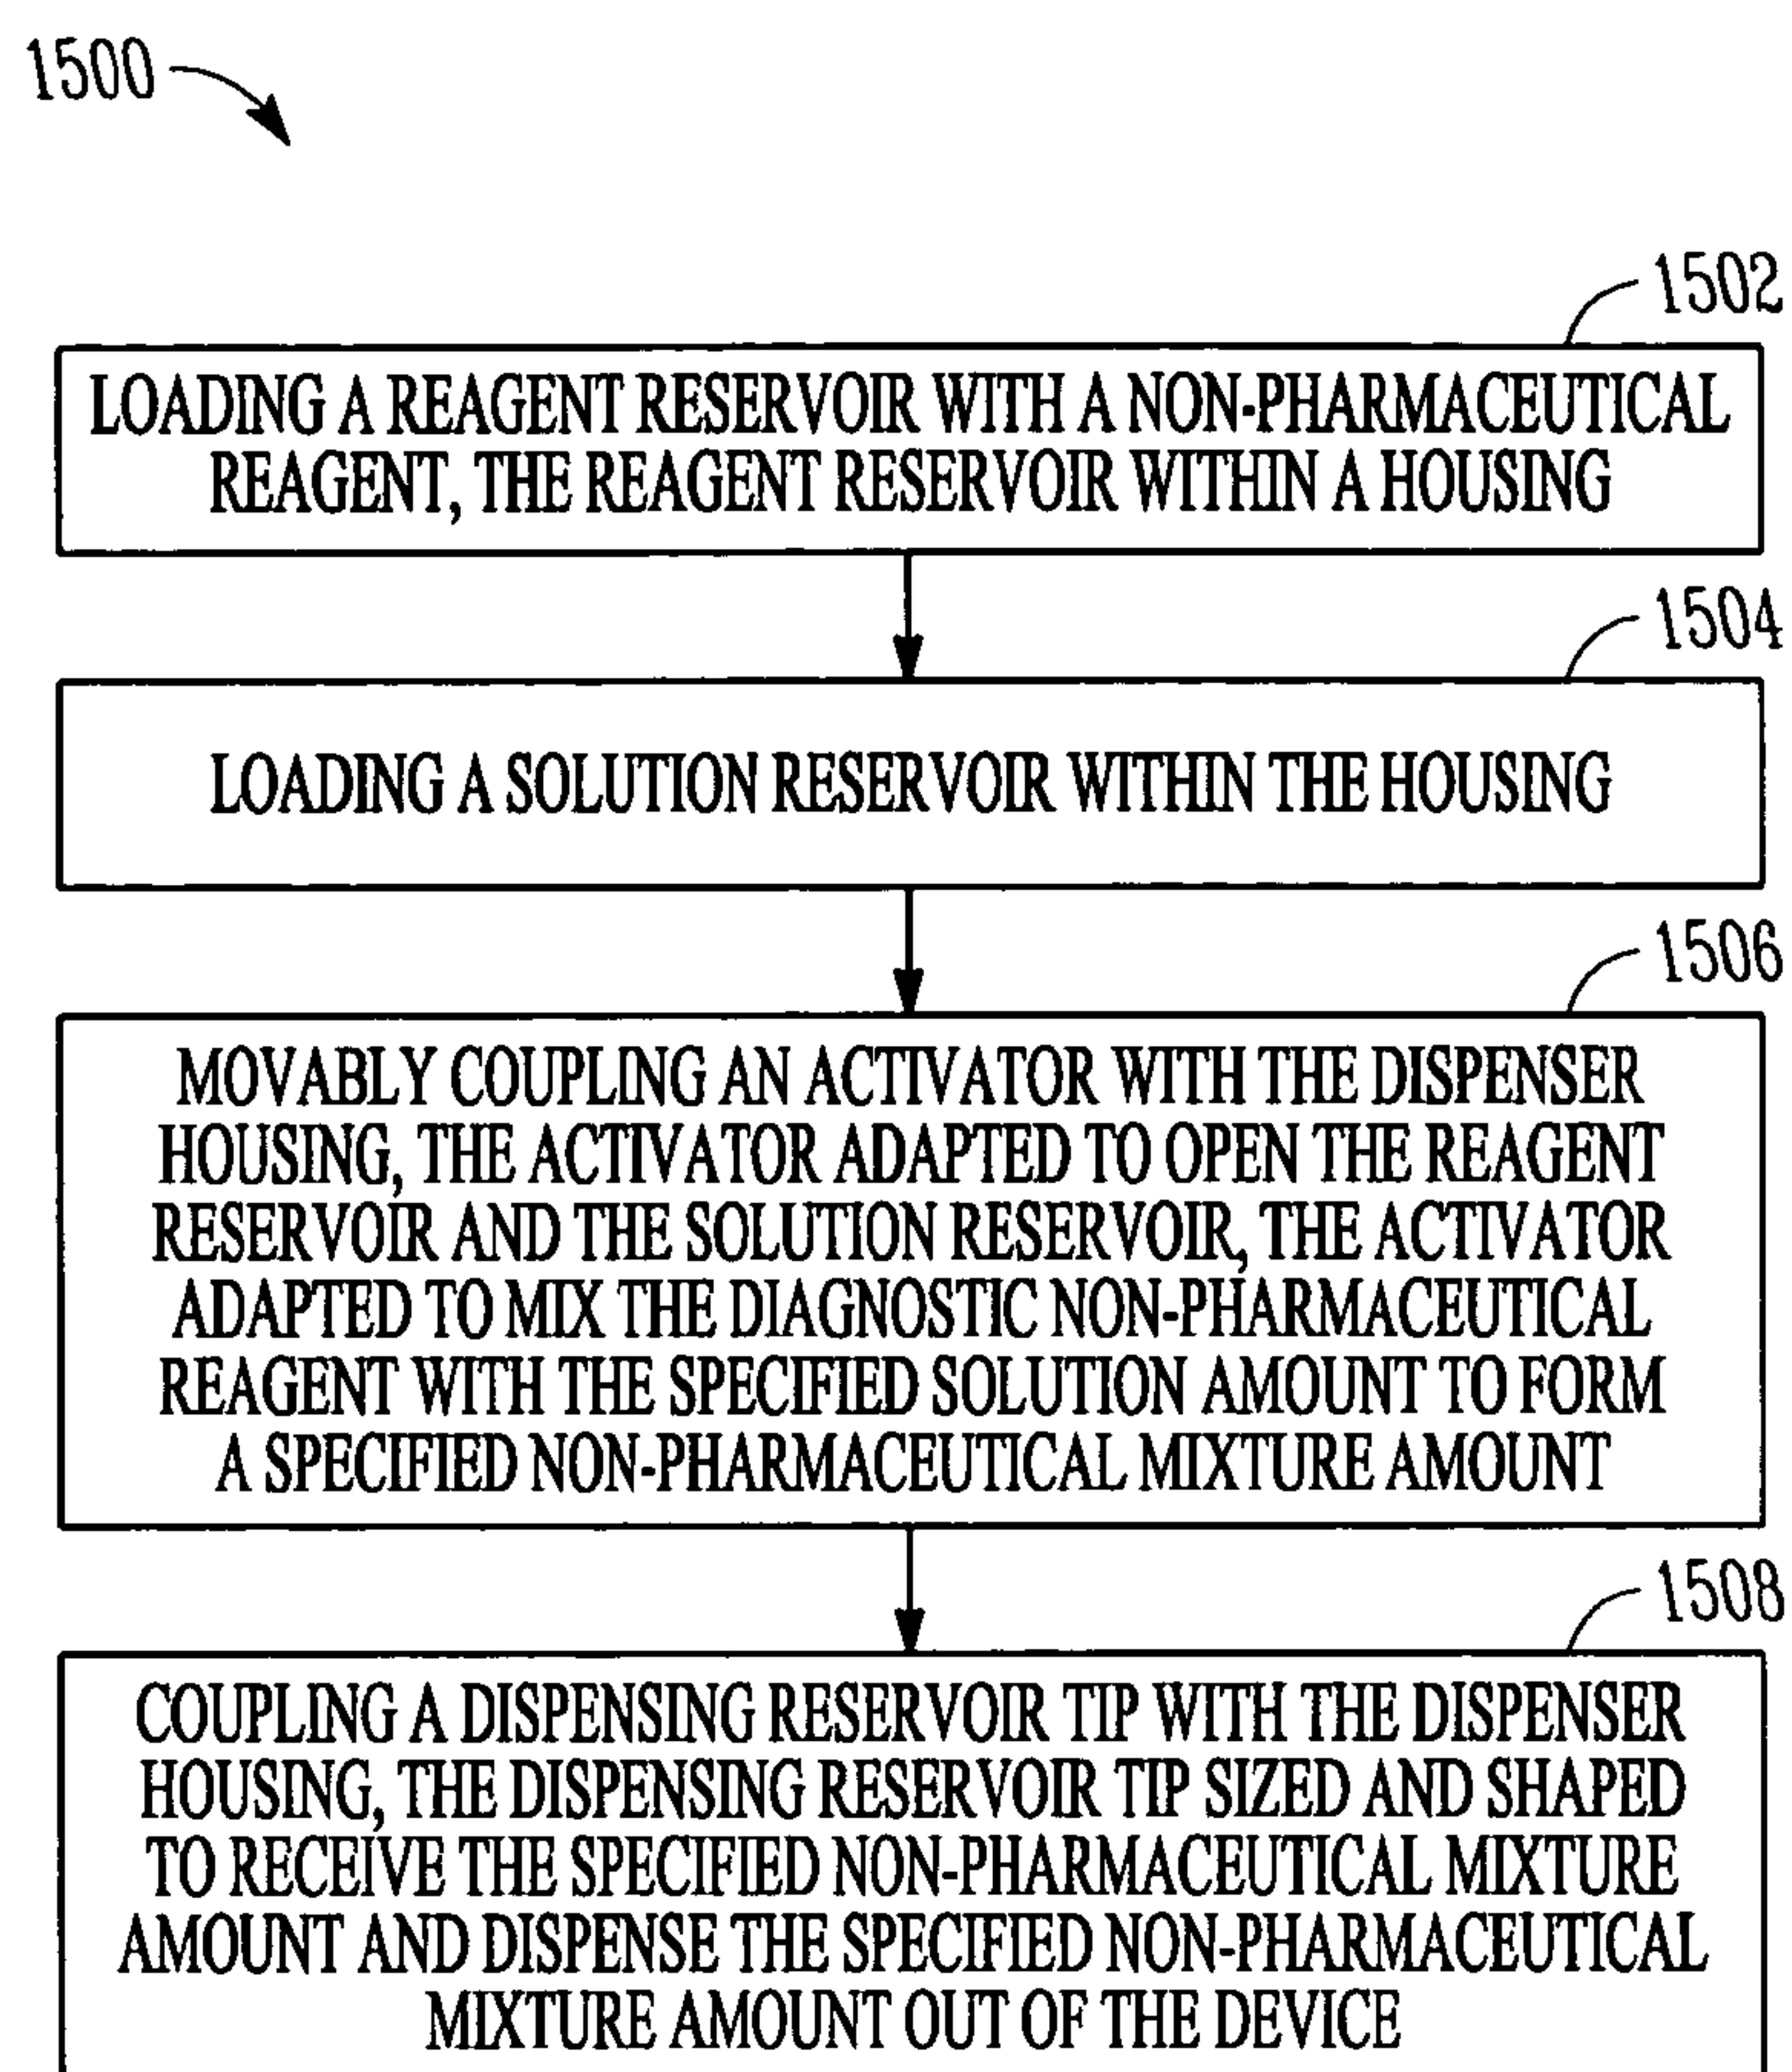 1500
1502
LOADING A REAGENT RESERVOIR WITH A NON-PHARMACEUTICAL
REAGENT, THE REAGENT RESERVOIR WITHIN A HOUSING
1504
LOADING A SOLUTION RESERVOIR WITHIN THE HOUSING
1506
MOVABLY COUPLING AN ACTIVATOR WITH THE DISPENSER
HOUSING, THE ACTIVATOR ADAPTED TO OPEN THE REAGENT
RESERVOIR AND THE SOLUTION RESERVOIR, THE ACTIVATOR
ADAPTED TO MIX THE DIAGNOSTIC NON-PHARMACEUTICAL
REAGENT WITH THE SPECIFIED SOLUTION AMOUNT TO FORM
A SPECIFIED NON-PHARMACEUTICAL MIXTURE AMOUNT
1508
COUPLING A DISPENSING RESERVOIR TIP WITH THE DISPENSER
HOUSING, THE DISPENSING RESERVOIR TIP SIZED AND SHAPED
TO RECEIVE THE SPECIFIED NON-PHARMACEUTICAL MIXTURE
AMOUNT AND DISPENSE THE SPECIFIED NON-PHARMACEUTICAL
MIXTURE AMOUNT OUT OF THE DEVICE